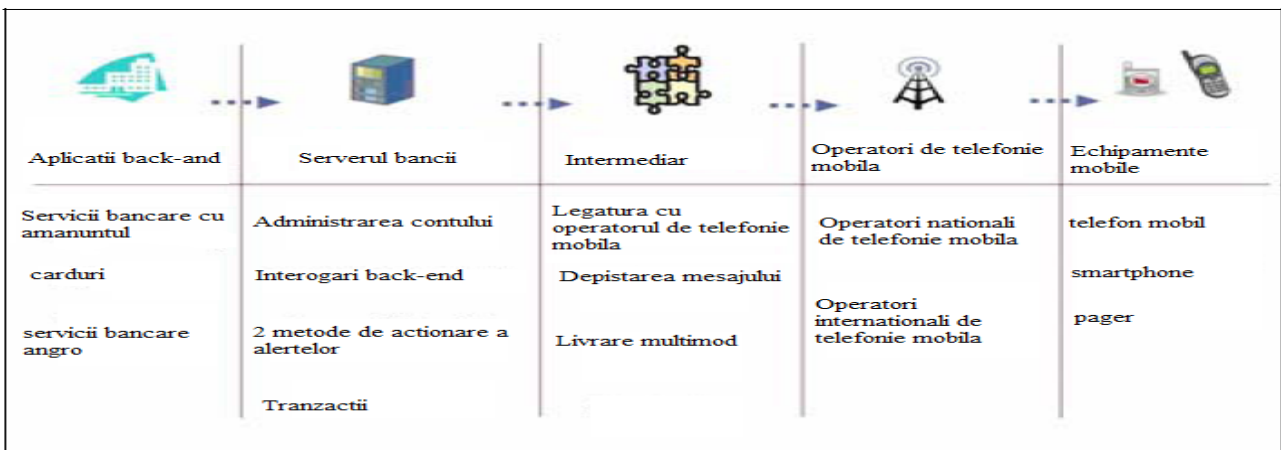 Aplicatii back-and
Serverul bancii
Intermediar
Operatori de telefonie
mobila
Echipamente
mobile
Servicii bancare cu
amanuntul
carduri
servicii bancare
angro
Administrarea contului
Interogari back-end
2 metode de actionare a
alertelor
Tranzactii
Legatura cu
operatorul de telefonie
mobila
Depistarea mesajului
Livrare multimod
Operatori nationali
de telefonie mobila
Operatori
internationali de
telefonie mobila
telefon mobil
smartphone
pager